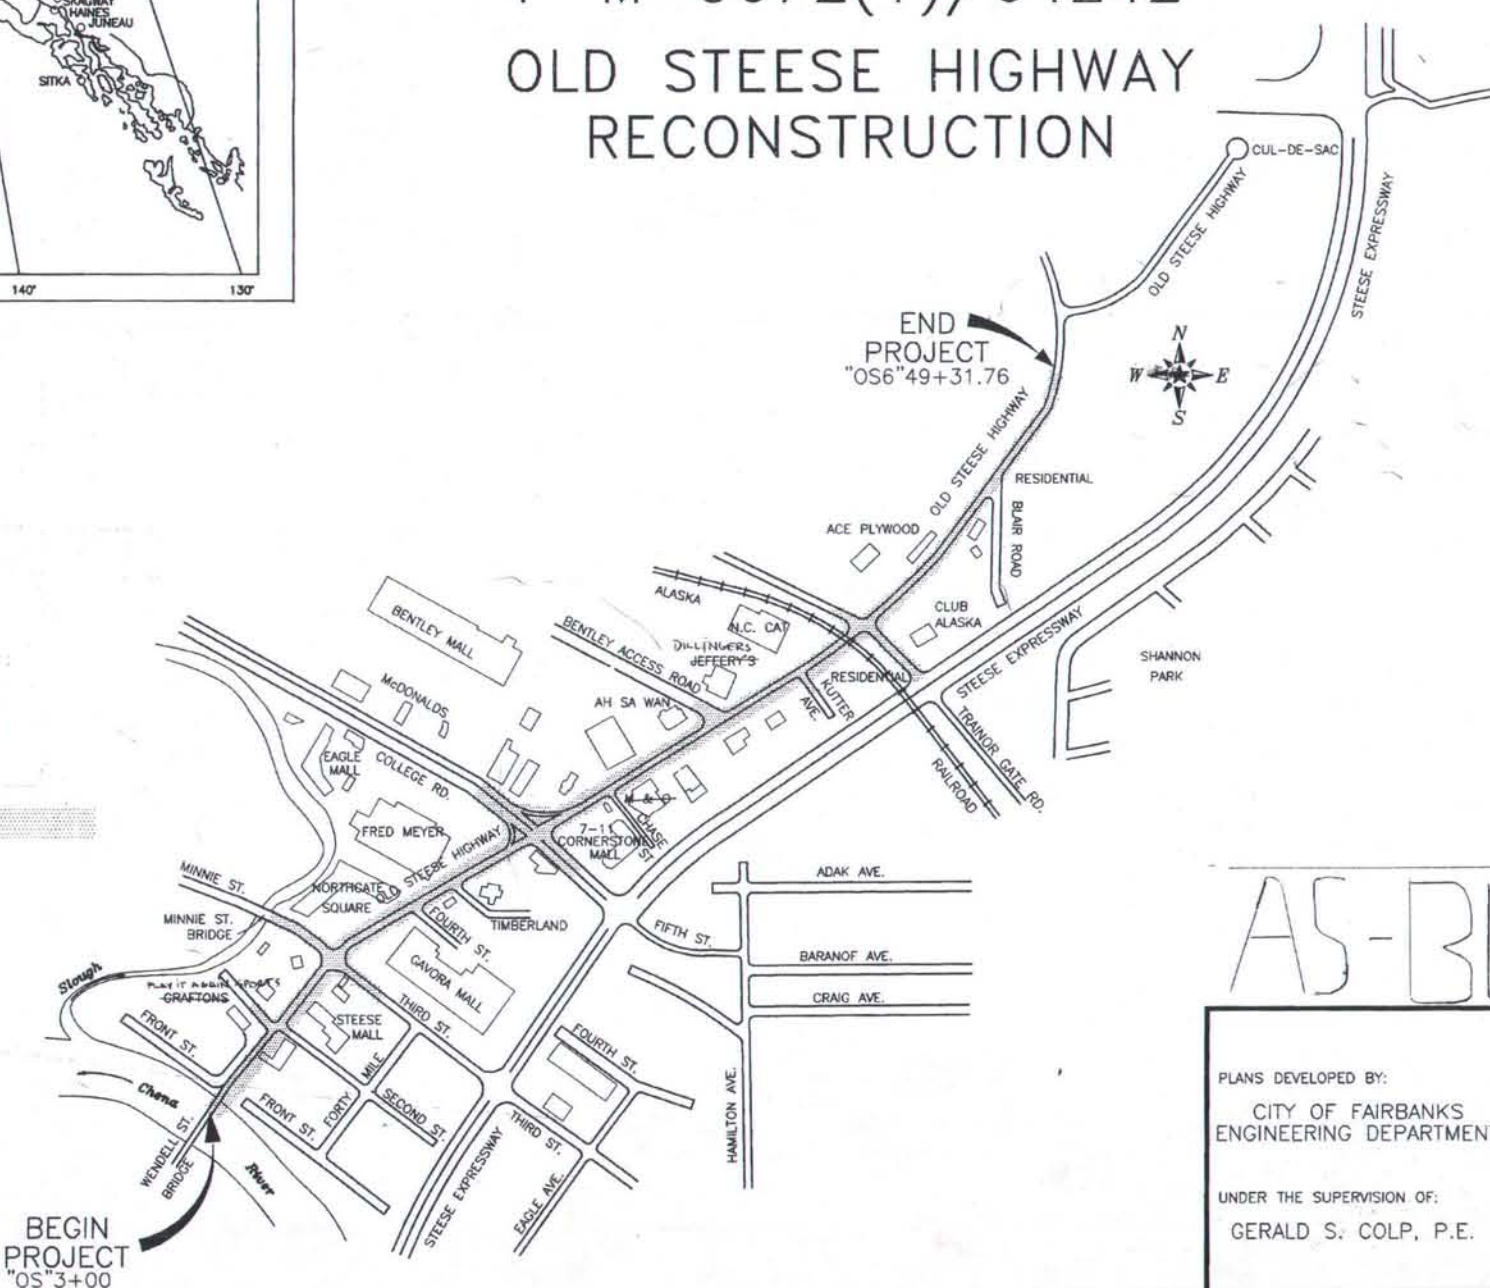 SKAGWAY
HAINES
JUNEAU
SITKA
140°
130°
OLD STEESE HIGHWAY
RECONSTRUCTION
CUL-DE-SAC
OLD STEESE HIGHWAY
STEESE EXPRESSWAY
END
PROJECT
"OS6"49+31.76
N
W
E
S
OLD STEESE HIGHWAY
RESIDENTIAL
BLAIR ROAD
ACE PLYWOOD
ALASKA
CLUB
ALASKA
BENTLEY MALL
BENTLEY ACCESS ROAD
N.C. CAT
DILLINGERS
JEFFERY'S
STEESE EXPRESSWAY
SHANNON
PARK
RESIDENTIAL
KUTTER
AVE.
McDONALDS
AH SA WAN
TRAINOR GATE RD.
RAILROAD
EAGLE
MALL
COLLEGE RD.
M & O
CHASE
ST
7-11
CORNERSTONE
MALL
FRED MEYER
OLD STEESE HIGHWAY
MINNIE ST.
NORTHGATE
SQUARE
MINNIE ST.
BRIDGE
FOURTH ST.
TIMBERLAND
FIFTH ST.
ADAK AVE.
BARANOF AVE.
CRAIG AVE.
GAVORA MALL
Slough
PLAY IT AGAIN SPORTS
GRAFTONS
FRONT ST.
STEESE
MALL
THIRD ST.
FOURTH ST.
Chena
River
FRONT ST.
FORTY
MILE
SECOND ST.
THIRD ST.
HAMILTON AVE.
WENDELL ST.
BRIDGE
STEESE EXPRESSWAY
EAGLE AVE.
BEGIN
PROJECT
"OS"3+00
AS-B
PLANS DEVELOPED BY:
CITY OF FAIRBANKS
ENGINEERING DEPARTMEN
UNDER THE SUPERVISION OF:
GERALD S. COLP, P.E.